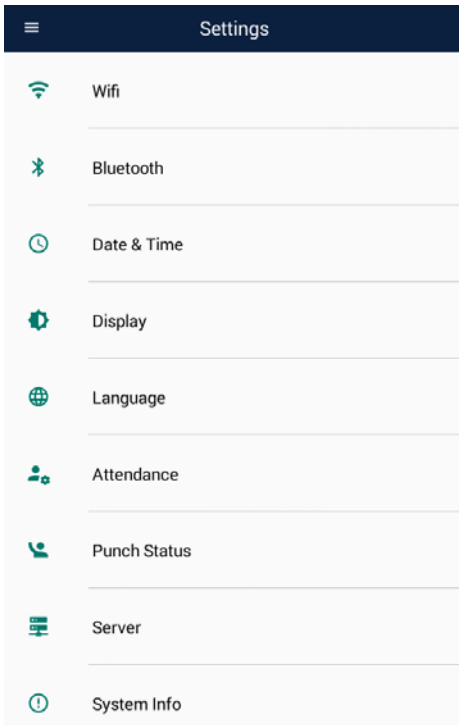 Settings
Wifi
Bluetooth
Date & Time
Display
Language
Attendance
Punch Status
Server
System Info